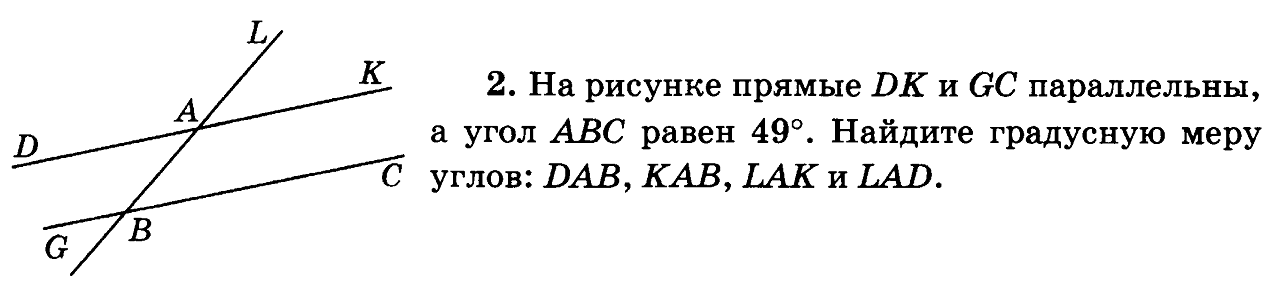 L
K
A
D
C
B
G
2. На рисунке прямые DK и GC параллельны,
а угол ABC равен 49°. Найдите градусную меру
углов: DAB, KAB, LAK и LAD.